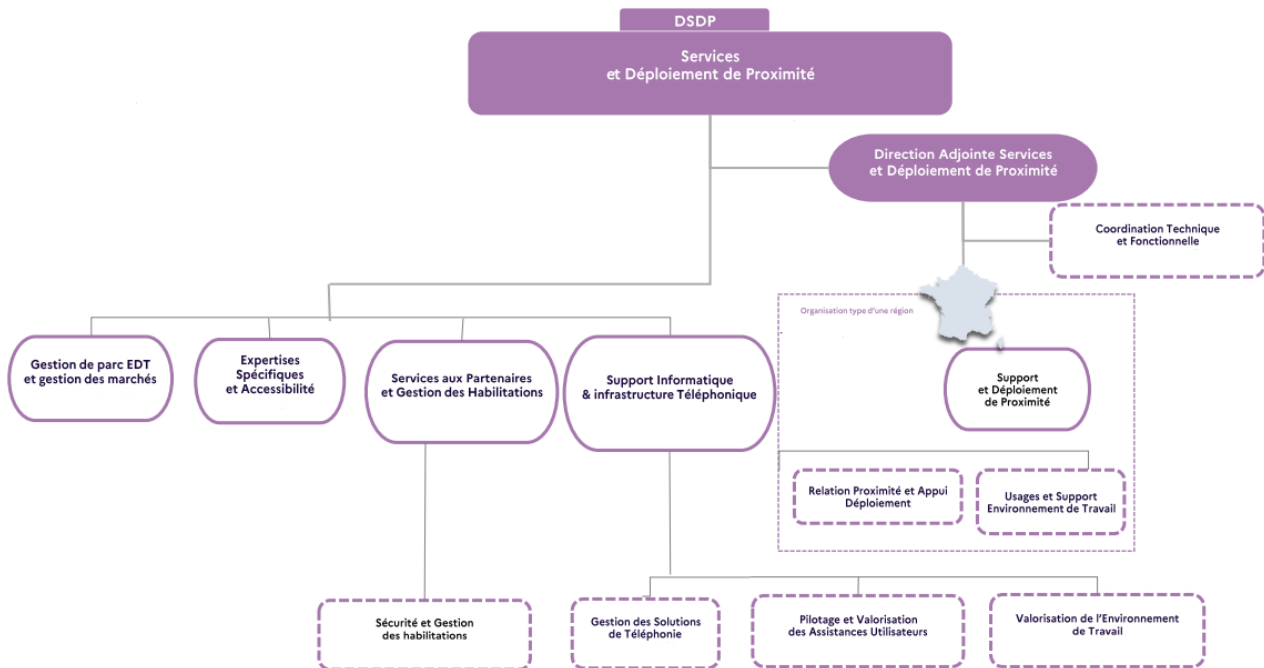 DSDP
Services
et Déploiement de Proximité
Direction Adjointe Services
et Déploiement de Proximité
Coordination Technique
et Fonctionnelle
Organisation type d'une région
Gestion de parc EDT
et gestion des marchés
Expertises
Spécifiques
et Accessibilité
Services aux Partenaires
et Gestion des Habilitations
Support Informatique
& infrastructure Téléphonique
Support
et Déploiement
de Proximité
Relation Proximité et Appui
Déploiement
Usages et Support
Environnement de Travail
Sécurité et Gestion
des habilitations
Gestion des Solutions
de Téléphonie
Pilotage et Valorisation
des Assistances Utilisateurs
Valorisation de l'Environnement
de Travail